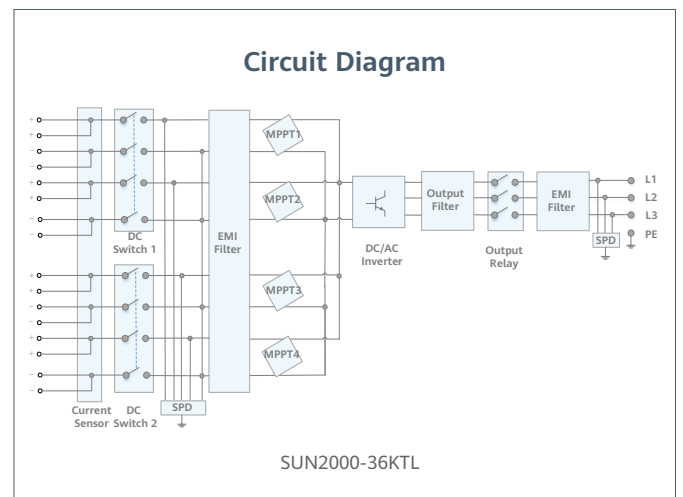 Circuit Diagram
+
+
−
−
+
+
−
−
DC
Switch 1
+
+
−
−
+
+
−
−
Current
Sensor
DC
Switch 2
SPD
EMI
Filter
MPPT1
MPPT2
MPPT3
MPPT4
DC/AC
Inverter
Output
Filter
Output
Relay
EMI
Filter
SPD
L1
L2
L3
PE
SUN2000-36KTL